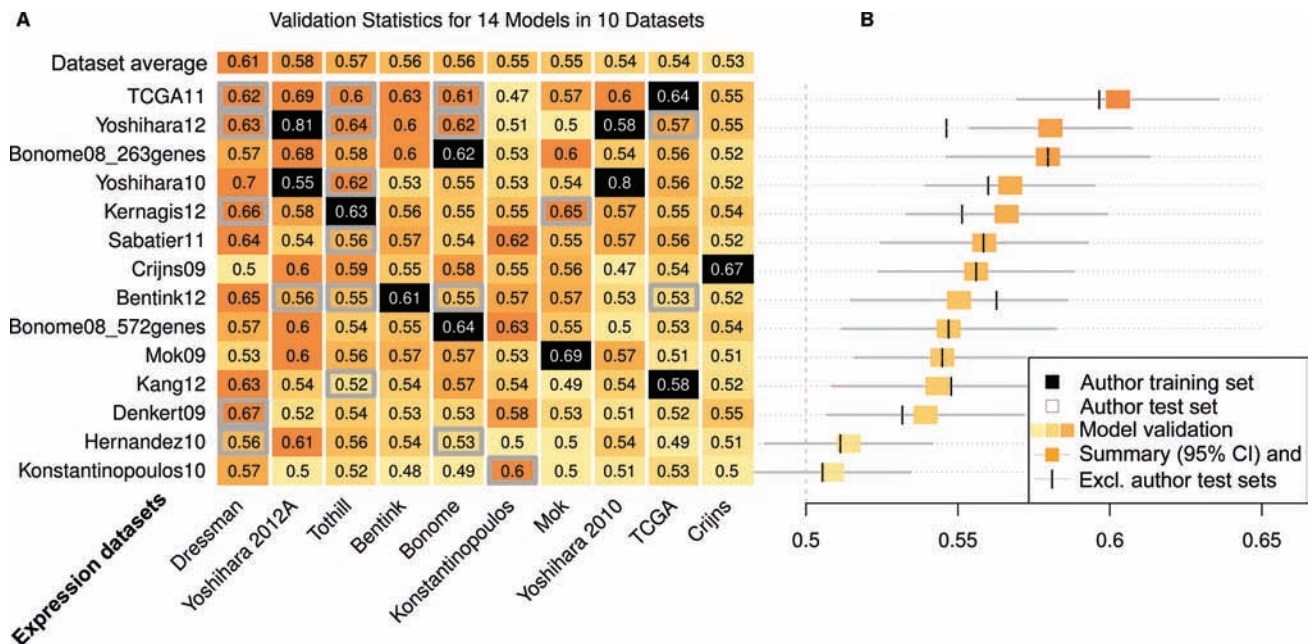 A
Validation Statistics for 14 Models in 10 Datasets
B
Dataset average 0.61 0.58 0.57 0.56 0.56 0.55 0.55 0.54 0.54 0.53
TCGA11 0.62 0.69 0.6 0.63 0.61 0.47 0.57 0.6 0.64 0.55
Yoshihara12 0.63 0.81 0.64 0.6 0.62 0.51 0.5 0.58 0.57 0.55
Bonome08_263genes 0.57 0.68 0.58 0.6 0.62 0.53 0.6 0.54 0.56 0.52
Yoshihara10 0.7 0.55 0.62 0.53 0.55 0.53 0.54 0.8 0.56 0.52
Kernagis12 0.66 0.58 0.63 0.56 0.55 0.55 0.65 0.57 0.55 0.54
Sabatier11 0.64 0.54 0.56 0.57 0.54 0.62 0.55 0.57 0.56 0.52
Crijns09 0.5 0.6 0.59 0.55 0.58 0.55 0.56 0.47 0.54 0.67
Bentink12 0.65 0.56 0.55 0.61 0.55 0.57 0.57 0.53 0.53 0.52
Bonome08_572genes 0.57 0.6 0.54 0.55 0.64 0.63 0.55 0.5 0.53 0.54
Mok09 0.53 0.6 0.56 0.57 0.57 0.53 0.69 0.57 0.51 0.51
Kang12 0.63 0.54 0.52 0.54 0.57 0.54 0.49 0.54 0.58 0.52
Denkert09 0.67 0.52 0.54 0.53 0.53 0.58 0.53 0.51 0.52 0.55
Hernandez10 0.56 0.61 0.56 0.54 0.53 0.5 0.5 0.54 0.49 0.51
Konstantinopoulos10 0.57 0.5 0.52 0.48 0.49 0.6 0.5 0.51 0.53 0.5
Expression datasets
Dressman
Yoshihara 2012A
Tothill
Bentink
Bonome
Konstantinopoulos
Mok
Yoshihara 2010
TCGA
Crijns
Author training set
Author test set
Model validation
Summary (95% CI) and
Excl. author test sets
0.5 0.55 0.6 0.65